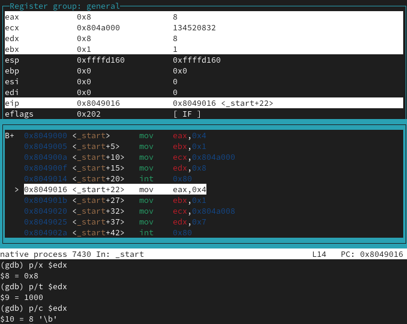 Register group: general
eax 0x8 8
ecx 0x804a000 134520832
edx 0x8 8
ebx 0x1 1
esp 0xffffd160 0xffffd160
ebp 0x0 0x0
esi 0x0 0
edi 0x0 0
eip 0x8049016 0x8049016 <_start+22>
eflags 0x202 [ IF ]
B+ 0x8049000 <_start> mov eax,0x4
0x8049005 <_start+5> mov ebx,0x1
0x804900a <_start+10> mov ecx,0x804a000
0x804900f <_start+15> mov edx,0x8
0x8049014 <_start+20> int 0x80
> 0x8049016 <_start+22> mov eax,0x4
0x804901b <_start+27> mov ebx,0x1
0x8049020 <_start+32> mov ecx,0x804a008
0x8049025 <_start+37> mov edx,0x7
0x804902a <_start+42> int 0x80
native process 7430 In: _start L14 PC: 0x8049016
(gdb) p/x $edx
$8 = 0x8
(gdb) p/t $edx
$9 = 1000
(gdb) p/c $edx
$10 = 8 '\b'